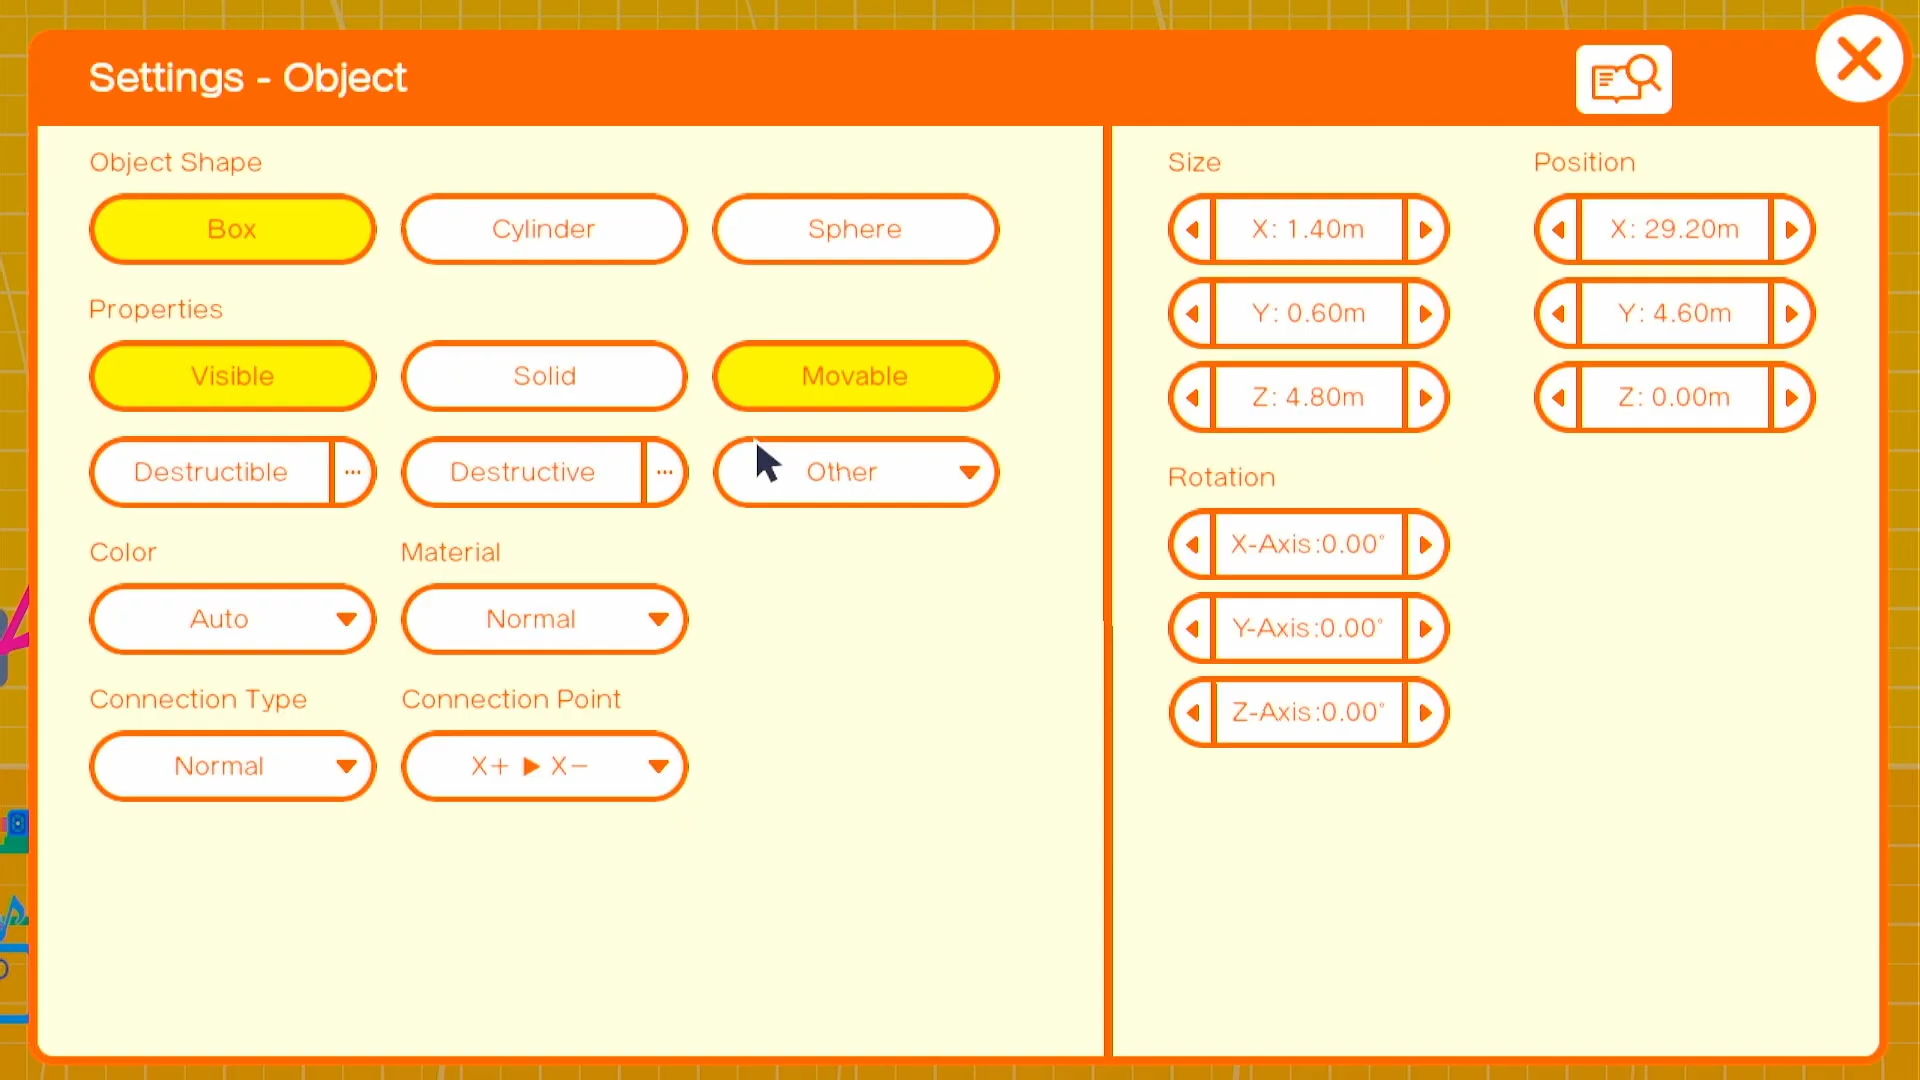 Settings - Object
Object Shape
Box
Cylinder
Sphere
Properties
Visible
Solid
Movable
Destructible
...
Destructive
...
Other
Color
Material
Auto
Normal
Connection Type
Connection Point
Normal
X+ ▶ X−
Size
Position
X: 1.40m
X: 29.20m
Y: 0.60m
Y: 4.60m
Z: 4.80m
Z: 0.00m
Rotation
X-Axis:0.00°
Y-Axis:0.00°
Z-Axis:0.00°